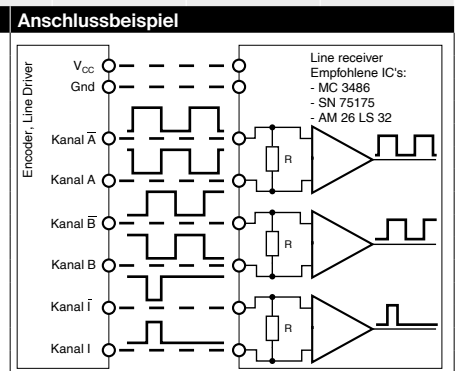 Anschlussbeispiel
Encoder, Line Driver
V_CC
Gnd
Kanal A̅
Kanal A
Kanal B̅
Kanal B
Kanal I̅
Kanal I
Line receiver
Empfohlene IC's:
- MC 3486
- SN 75175
- AM 26 LS 32
R
R
R